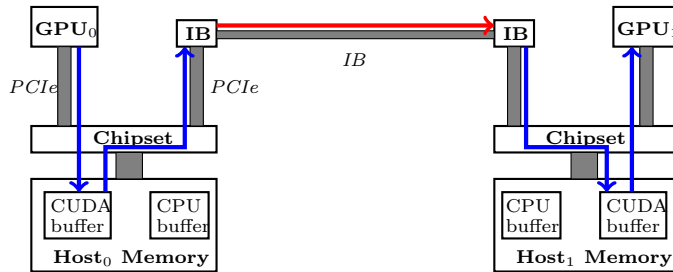 GPU₀
IB
IB
GPU₁
PCIe
PCIe
IB
Chipset
Chipset
CUDA
buffer
CPU
buffer
CPU
buffer
CUDA
buffer
Host₀ Memory
Host₁ Memory